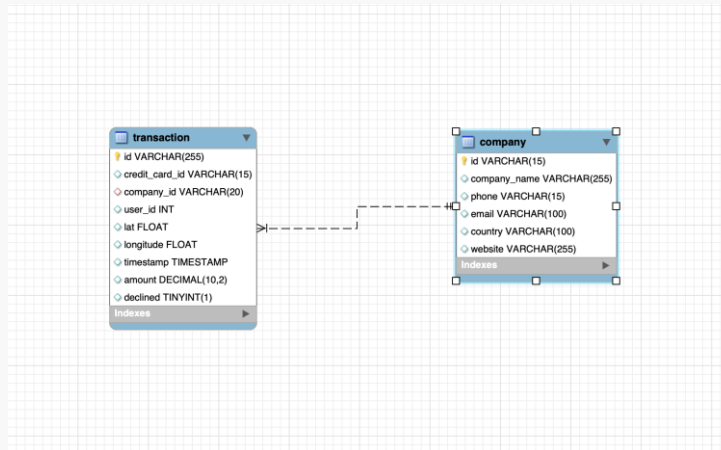 transaction
id VARCHAR(255)
credit_card_id VARCHAR(15)
company_id VARCHAR(20)
user_id INT
lat FLOAT
longitude FLOAT
timestamp TIMESTAMP
amount DECIMAL(10,2)
declined TINYINT(1)
Indexes
company
id VARCHAR(15)
company_name VARCHAR(255)
phone VARCHAR(15)
email VARCHAR(100)
country VARCHAR(100)
website VARCHAR(255)
Indexes